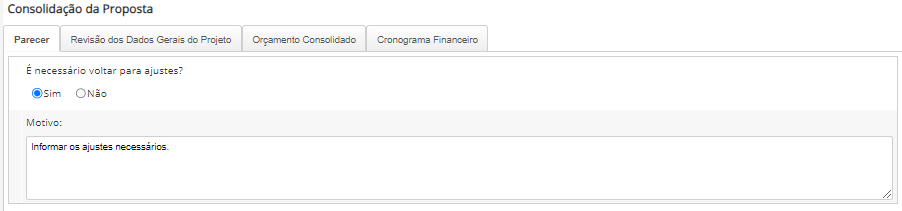 Consolidação da Proposta
Parecer Revisão dos Dados Gerais do Projeto Orçamento Consolidado Cronograma Financeiro
É necessário voltar para ajustes?
Sim Não
Motivo:
Informar os ajustes necessários.